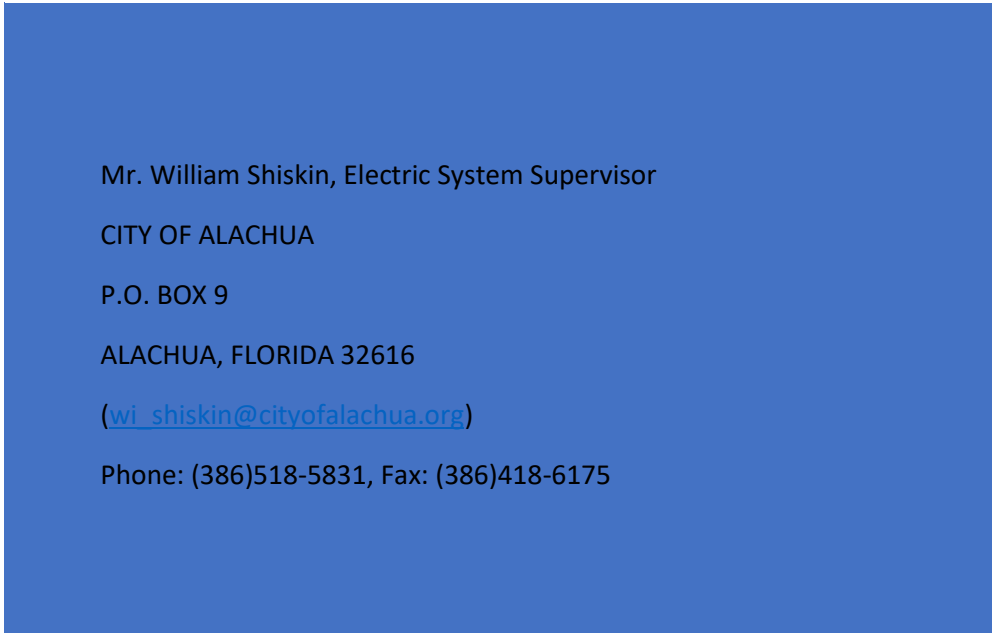 Mr. William Shiskin, Electric System Supervisor
CITY OF ALACHUA
P.O. BOX 9
ALACHUA, FLORIDA 32616
(wi_shiskin@cityofalachua.org)
Phone: (386)518-5831, Fax: (386)418-6175